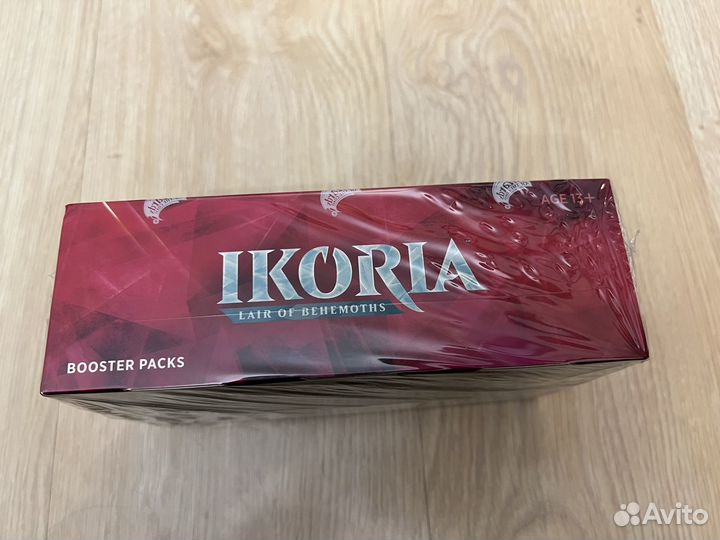 AGE 13+
IKORIA
LAIR OF BEHEMOTHS
BOOSTER PACKS
Avito